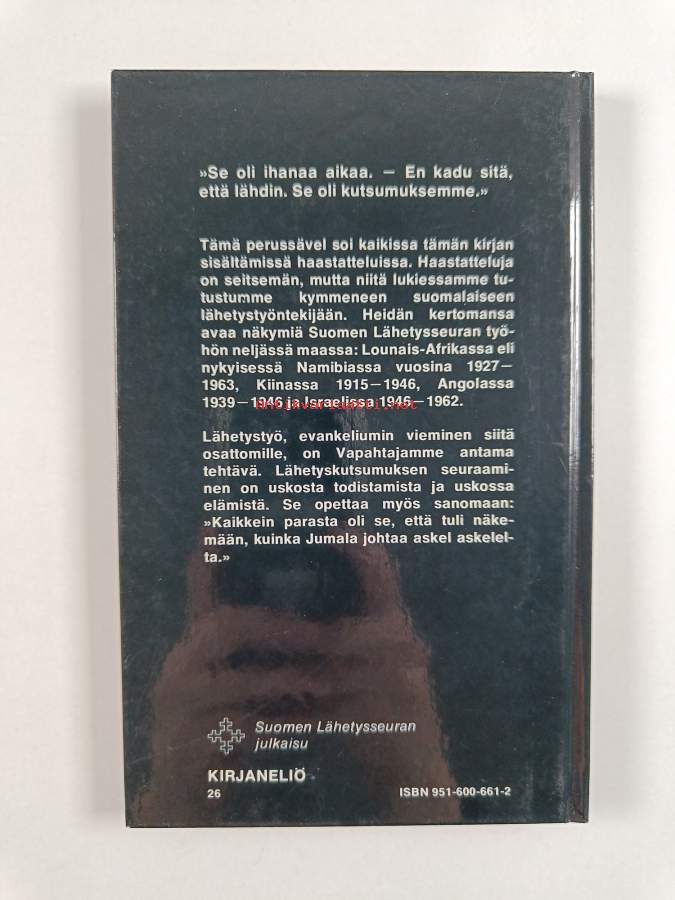 »Se oli ihanaa aikaa. — En kadu sitä,
että lähdin. Se oli kutsumuksemme.»
Tämä perussävel soi kaikissa tämän kirjan
sisältämissä haastatteluissa. Haastatteluja
on seitsemän, mutta niitä lukiessamme tu-
tustumme kymmeneen suomalaiseen
lähetystyöntekijään. Heidän kertomansa
avaa näkymiä Suomen Lähetysseuran työ-
hön neljässä maassa: Lounais-Afrikassa eli
nykyisessä Namibiassa vuosina 1927—
1963, Kiinassa 1915—1946, Angolassa
1939—1946 ja Israelissa 1946—1962.
Antikvariaatti.net
Lähetystyö, evankeliumin vieminen siitä
osattomille, on Vapahtajamme antama
tehtävä. Lähetyskutsumuksen seuraami-
nen on uskosta todistamista ja uskossa
elämistä. Se opettaa myös sanomaan:
»Kaikkein parasta oli se, että tuli näke-
mään, kuinka Jumala johtaa askel askelel-
ta.»
Suomen Lähetysseuran
julkaisu
KIRJANELIÖ
26
ISBN 951-600-661-2